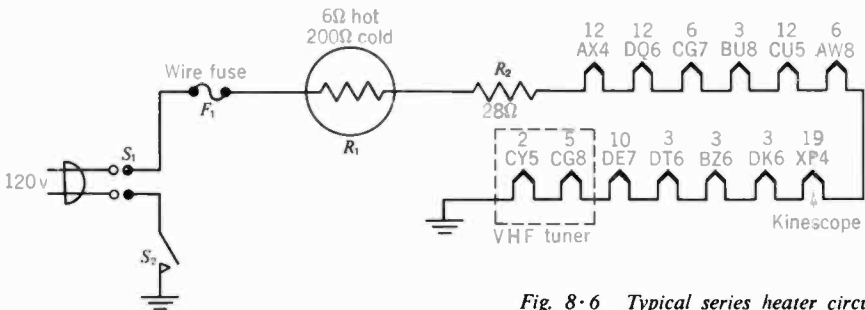 6Ω hot
200Ω cold
Wire fuse
F₁
R₁
R₂
28Ω
12 12 6 3 12 6
AX4 DQ6 CG7 BU8 CU5 AW8
2 5 10 3 3 3 19
CY5 CG8 DE7 DT6 BZ6 DK6 XP4
VHF tuner
Kinescope
120 v
S₁
S₂
Fig. 8·6 Typical series heater circu